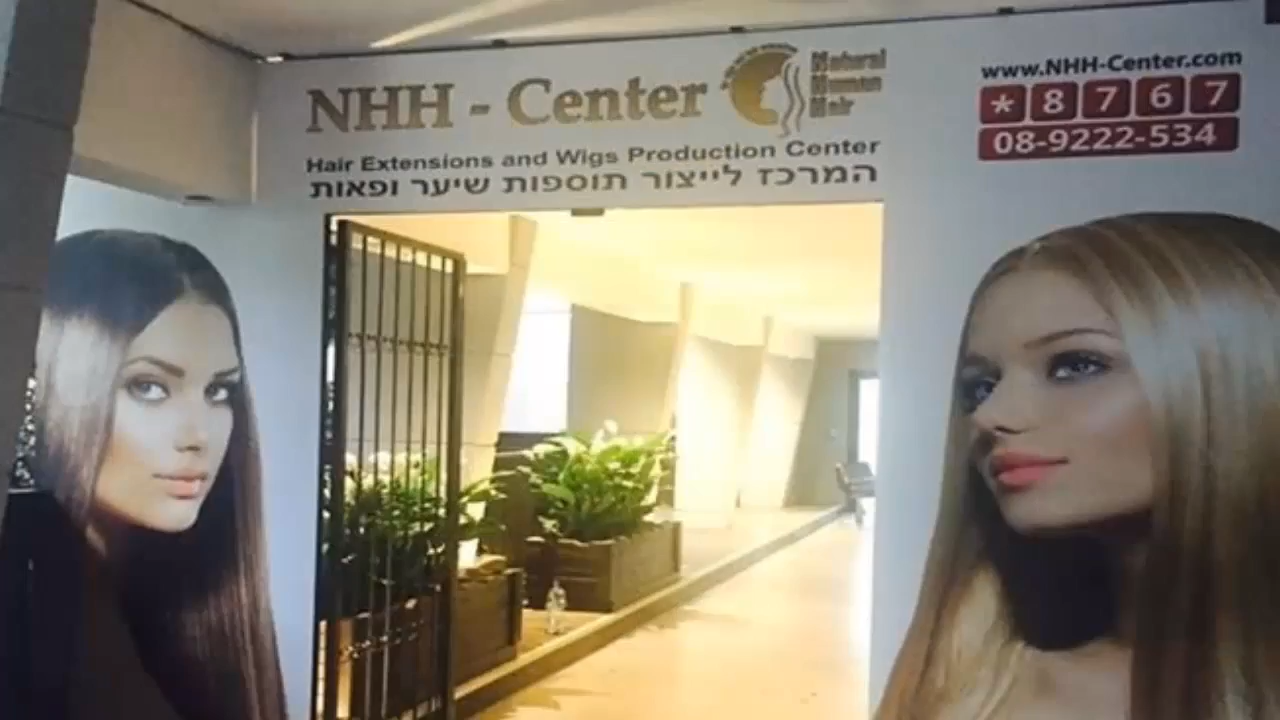 NHH - Center
Natural
Human
Hair
Hair Extensions and Wigs Production Center
המרכז לייצור תוספות שיער ופאות
www.NHH-Center.com
*8767
08-9222-534